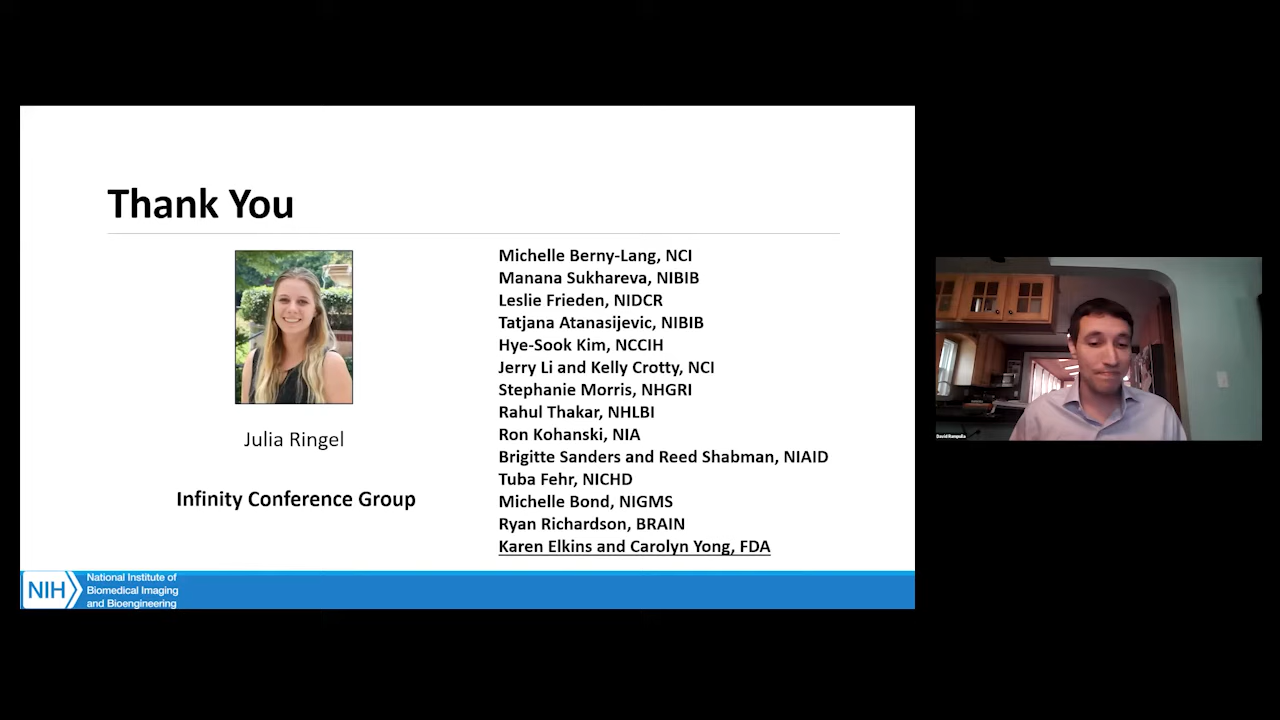 Thank You
Julia Ringel
Infinity Conference Group
Michelle Berny-Lang, NCI
Manana Sukhareva, NIBIB
Leslie Frieden, NIDCR
Tatjana Atanasijevic, NIBIB
Hye-Sook Kim, NCCIH
Jerry Li and Kelly Crotty, NCI
Stephanie Morris, NHGRI
Rahul Thakar, NHLBI
Ron Kohanski, NIA
Brigitte Sanders and Reed Shabman, NIAID
Tuba Fehr, NICHD
Michelle Bond, NIGMS
Ryan Richardson, BRAIN
Karen Elkins and Carolyn Yong, FDA
NIH
National Institute of
Biomedical Imaging
and Bioengineering
David Rampulla